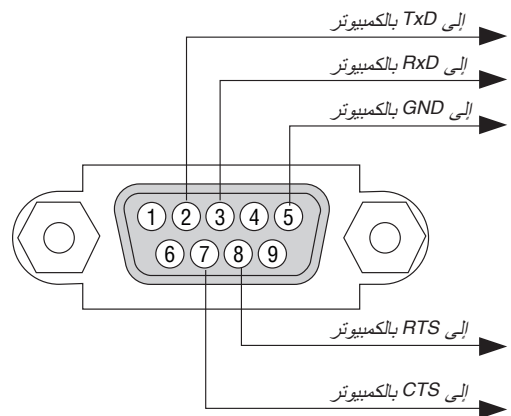 إلى TxD بالكمبيوتر
إلى RxD بالكمبيوتر
إلى GND بالكمبيوتر
1 2 3 4 5
6 7 8 9
إلى RTS بالكمبيوتر
إلى CTS بالكمبيوتر